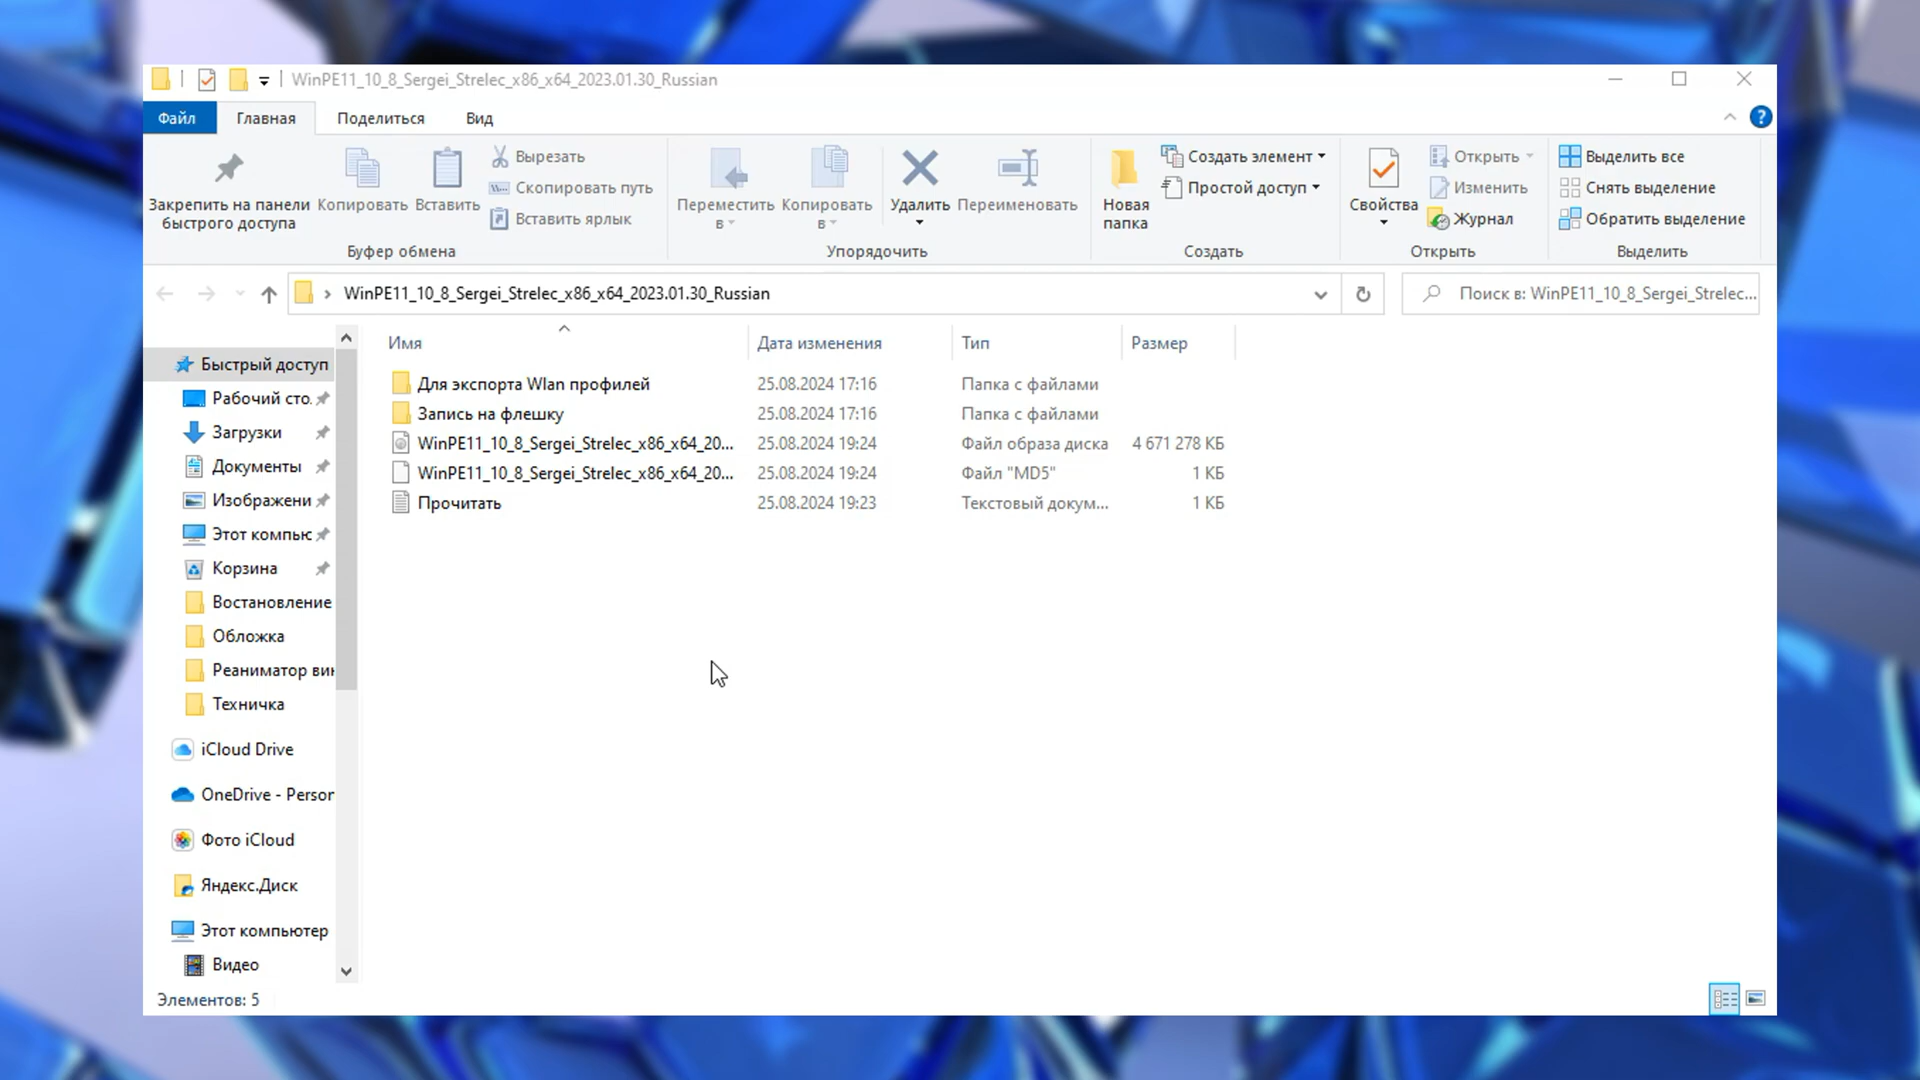 WinPE11_10_8_Sergei_Strelec_x86_x64_2023.01.30_Russian
Файл
Главная
Поделиться
Вид
Закрепить на панели
быстрого доступа
Копировать
Вставить
Вырезать
Скопировать путь
Вставить ярлык
Буфер обмена
Переместить
в
Копировать
в
Удалить
Переименовать
Упорядочить
Новая
папка
Создать элемент
Простой доступ
Создать
Свойства
Открыть
Изменить
Журнал
Открыть
Выделить все
Снять выделение
Обратить выделение
Выделить
WinPE11_10_8_Sergei_Strelec_x86_x64_2023.01.30_Russian
Поиск в: WinPE11_10_8_Sergei_Strelec...
Быстрый доступ
Рабочий сто.
Загрузки
Документы
Изображени
Этот компьс
Корзина
Востановление
Обложка
Реаниматор вин
Техничка
iCloud Drive
OneDrive - Persor
Фото iCloud
Яндекс.Диск
Этот компьютер
Видео
Имя Дата изменения Тип Размер
Для экспорта Wlan профилей 25.08.2024 17:16 Папка с файлами
Запись на флешку 25.08.2024 17:16 Папка с файлами
WinPE11_10_8_Sergei_Strelec_x86_x64_20... 25.08.2024 19:24 Файл образа диска 4 671 278 КБ
WinPE11_10_8_Sergei_Strelec_x86_x64_20... 25.08.2024 19:24 Файл "MD5" 1 КБ
Прочитать 25.08.2024 19:23 Текстовый докум... 1 КБ
Элементов: 5